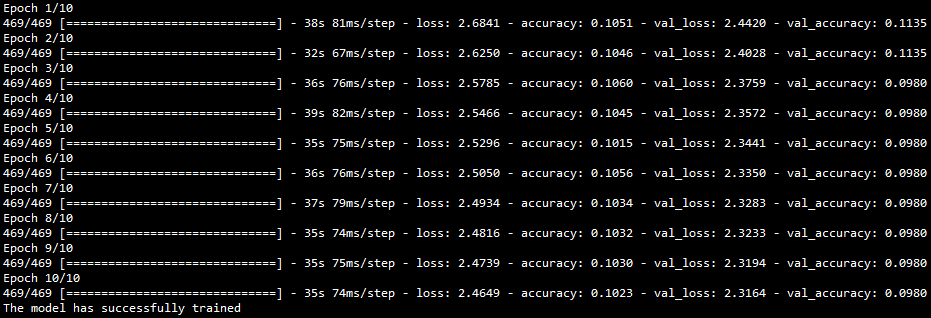 Epoch 1/10
469/469 [==============================] - 38s 81ms/step - loss: 2.6841 - accuracy: 0.1051 - val_loss: 2.4420 - val_accuracy: 0.1135
Epoch 2/10
469/469 [==============================] - 32s 67ms/step - loss: 2.6250 - accuracy: 0.1046 - val_loss: 2.4028 - val_accuracy: 0.1135
Epoch 3/10
469/469 [==============================] - 36s 76ms/step - loss: 2.5785 - accuracy: 0.1060 - val_loss: 2.3759 - val_accuracy: 0.0980
Epoch 4/10
469/469 [==============================] - 39s 82ms/step - loss: 2.5466 - accuracy: 0.1045 - val_loss: 2.3572 - val_accuracy: 0.0980
Epoch 5/10
469/469 [==============================] - 35s 75ms/step - loss: 2.5296 - accuracy: 0.1015 - val_loss: 2.3441 - val_accuracy: 0.0980
Epoch 6/10
469/469 [==============================] - 36s 76ms/step - loss: 2.5050 - accuracy: 0.1056 - val_loss: 2.3350 - val_accuracy: 0.0980
Epoch 7/10
469/469 [==============================] - 37s 79ms/step - loss: 2.4934 - accuracy: 0.1034 - val_loss: 2.3283 - val_accuracy: 0.0980
Epoch 8/10
469/469 [==============================] - 35s 74ms/step - loss: 2.4816 - accuracy: 0.1032 - val_loss: 2.3233 - val_accuracy: 0.0980
Epoch 9/10
469/469 [==============================] - 35s 75ms/step - loss: 2.4739 - accuracy: 0.1030 - val_loss: 2.3194 - val_accuracy: 0.0980
Epoch 10/10
469/469 [==============================] - 35s 74ms/step - loss: 2.4649 - accuracy: 0.1023 - val_loss: 2.3164 - val_accuracy: 0.0980
The model has successfully trained